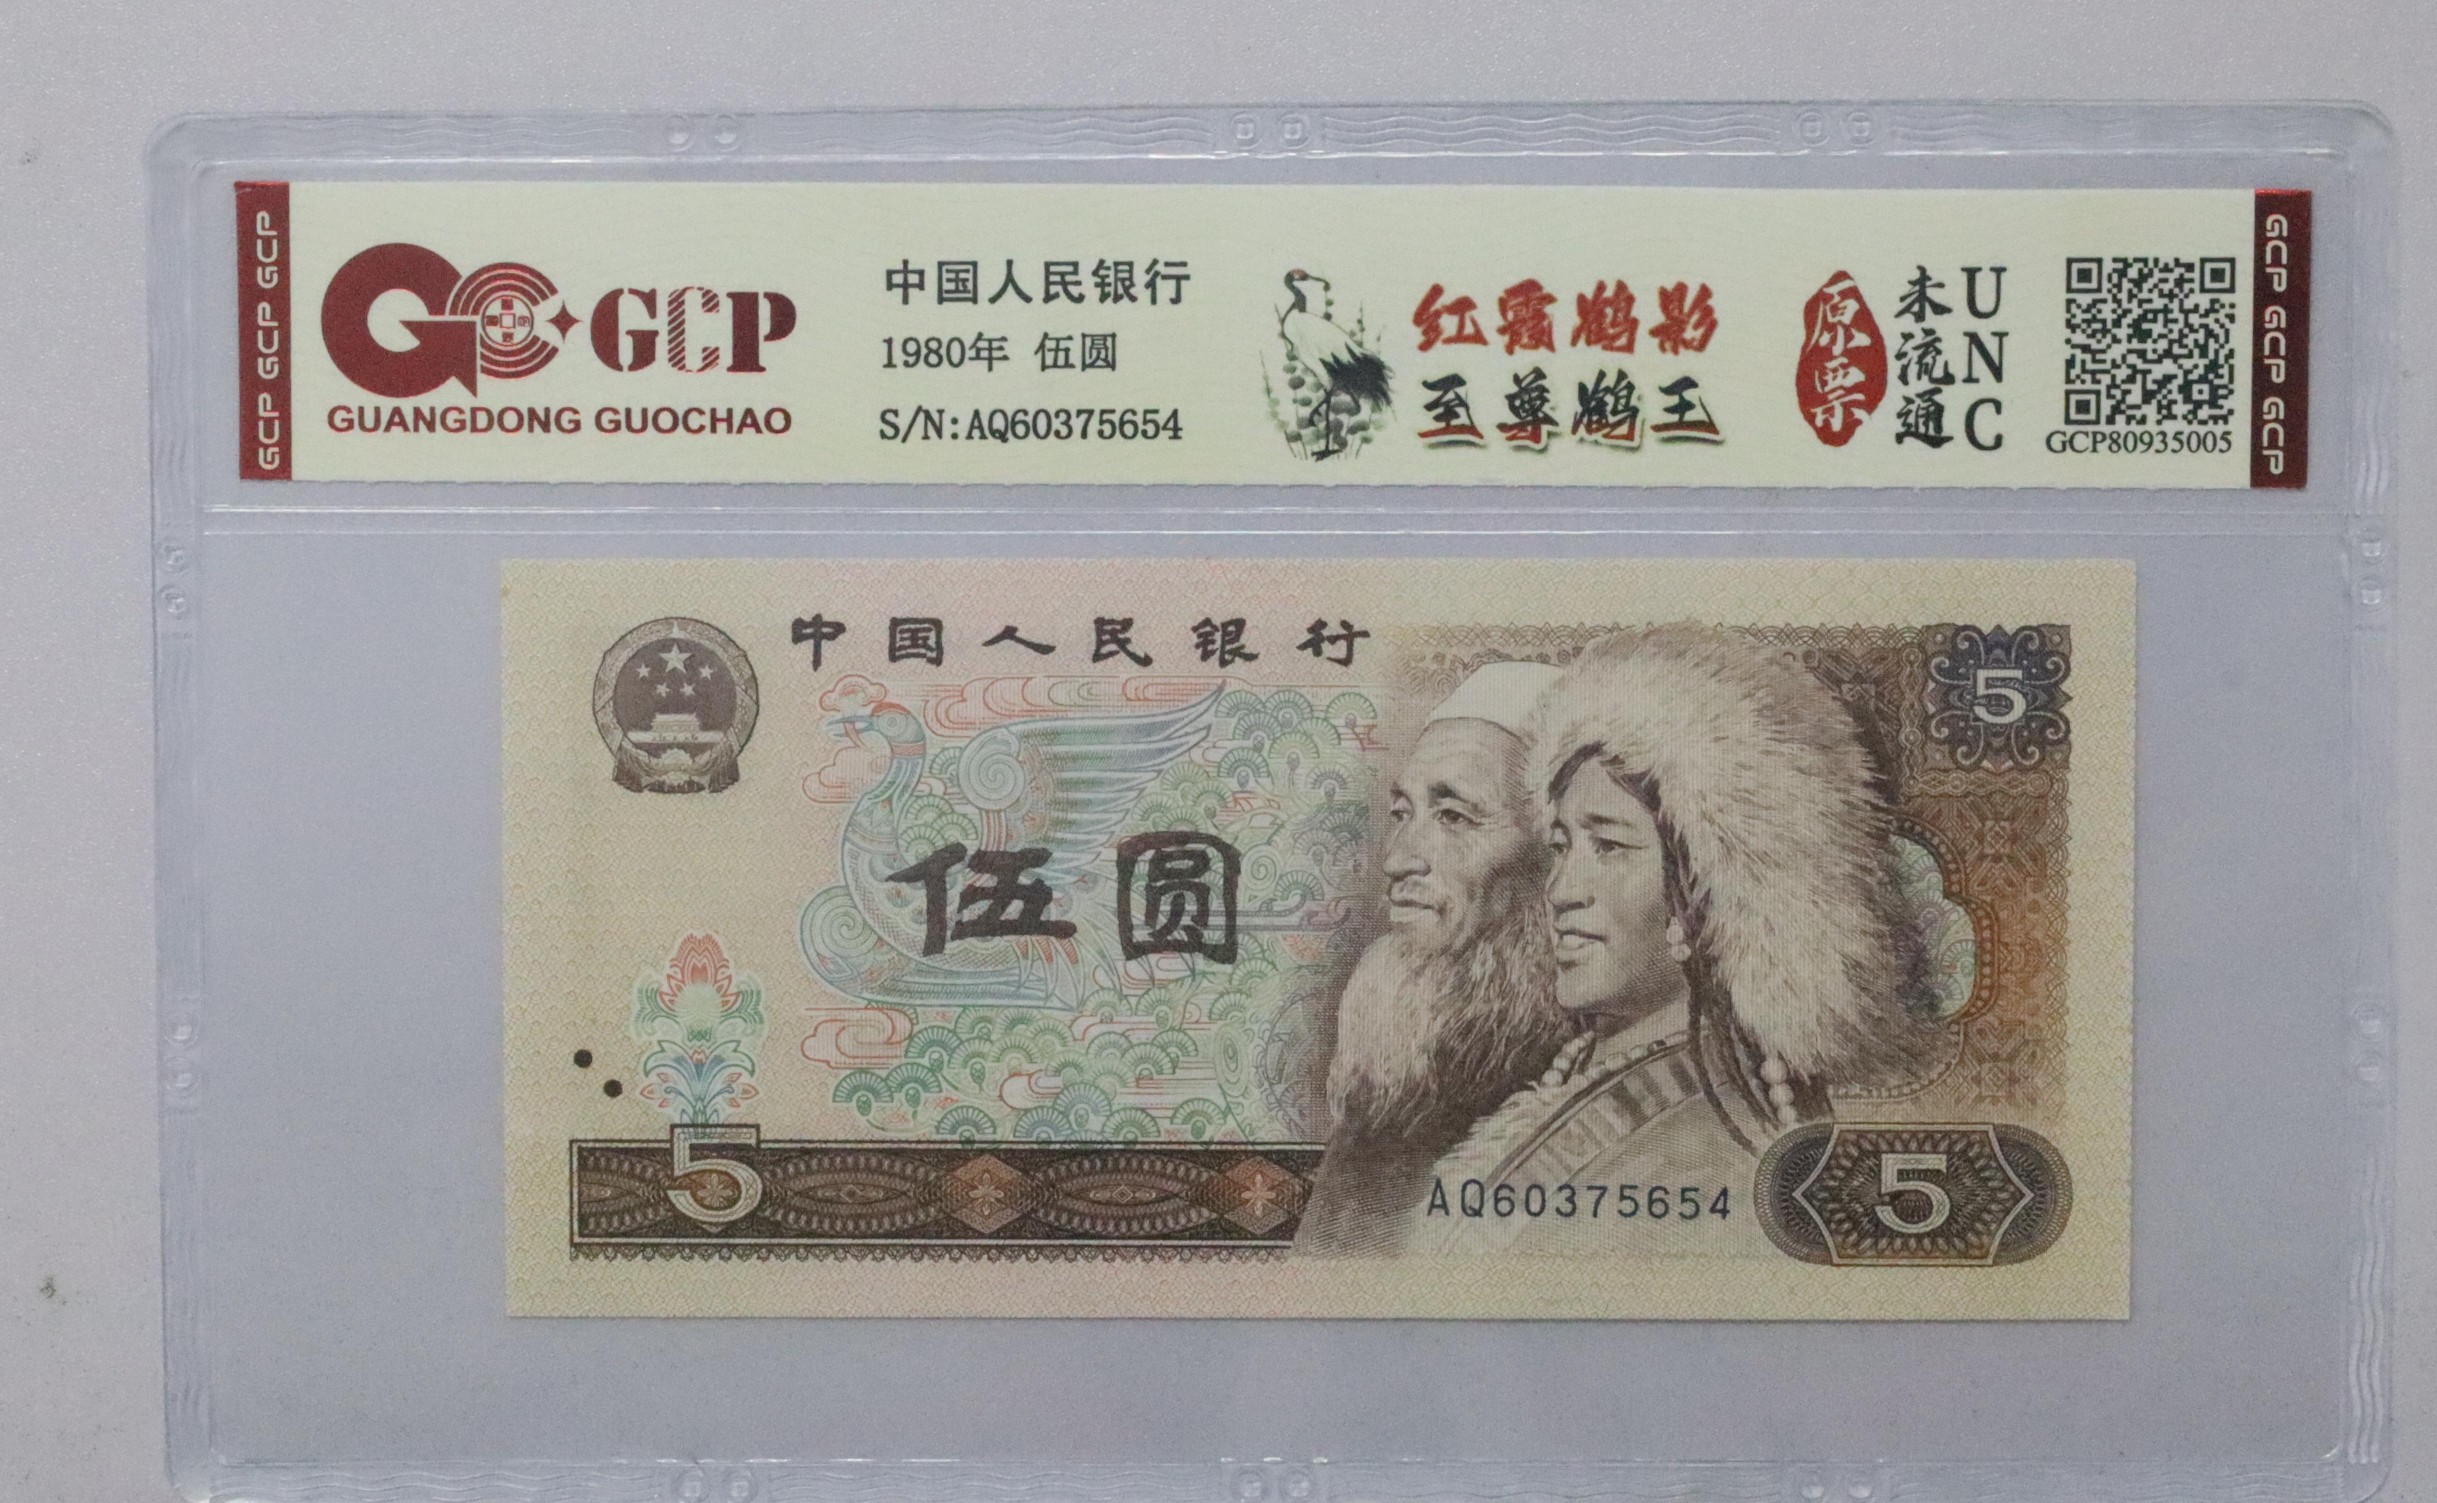 GCP GCP GCP
GCP
GUANGDONG GUOCHAO
中国人民银行
1980年 伍圆
S/N:AQ60375654
红霞鹤影
至尊鹤王
原票
未流通
UNC
GCP80935005
GCP GCP GCP
中国人民银行
5
伍圆
5
AQ60375654
5